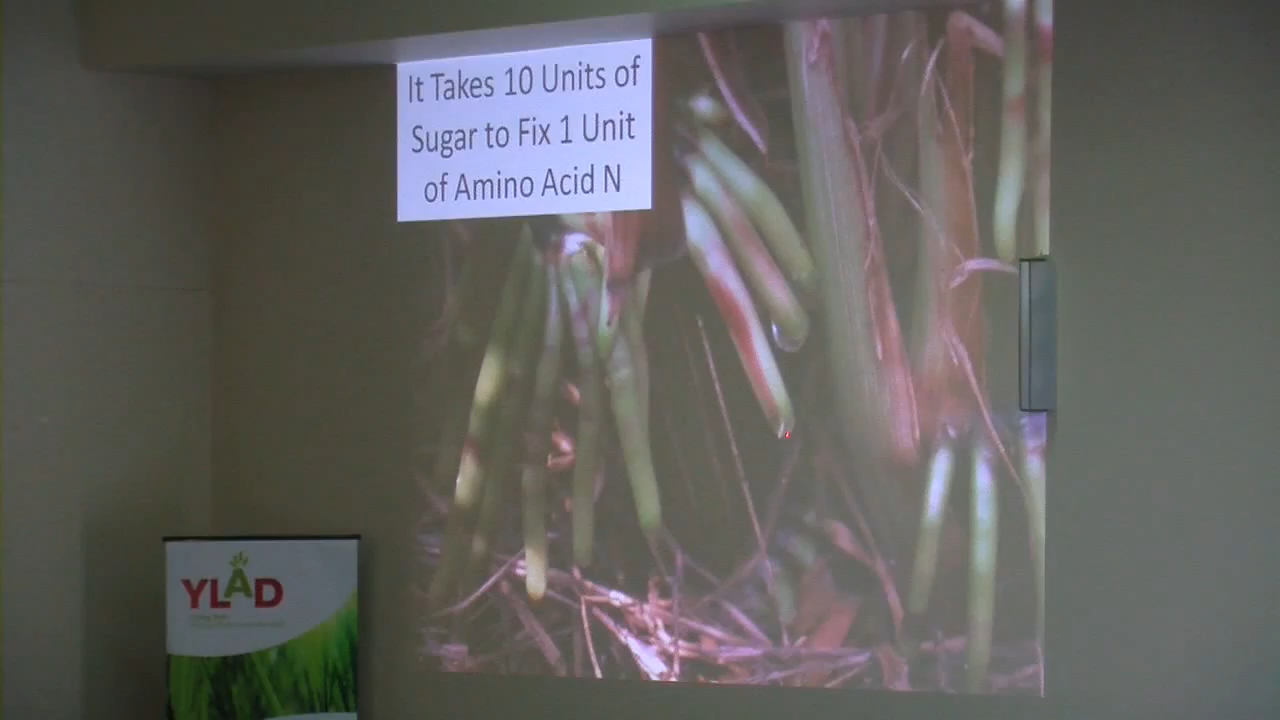 It Takes 10 Units of
Sugar to Fix 1 Unit
of Amino Acid N
YLAD